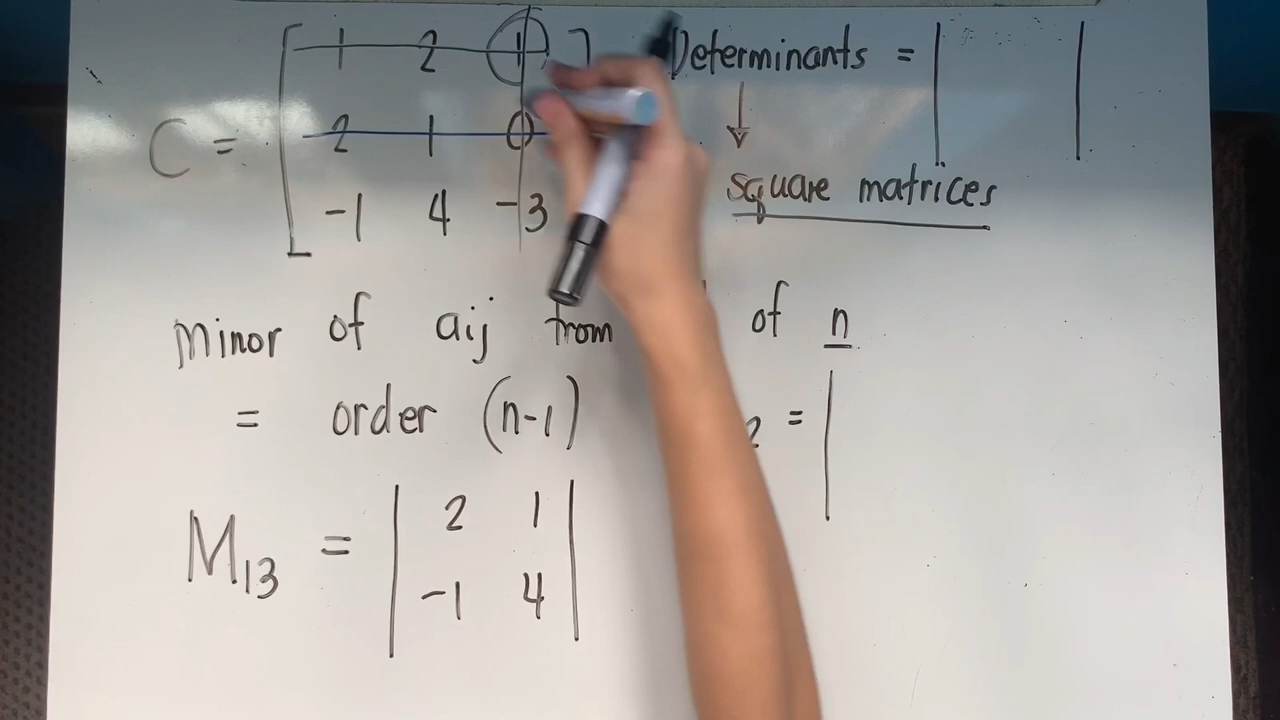 1 2 1 Determinants =
C = 2 1 0
square matrices
-1 4 -3
minor of aij from of n
= order (n-1) 2 =
M13 = 2 1
-1 4